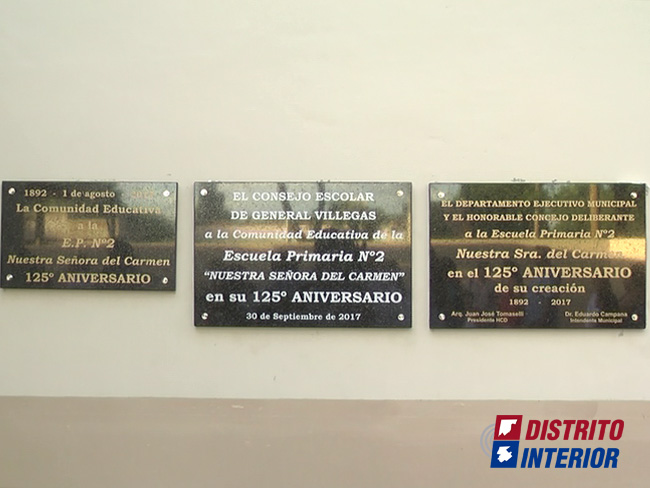 1892 - 1 de agosto -
La Comunidad Educativa
a la
E.P. Nº2
Nuestra Señora del Carmen
125º ANIVERSARIO
EL CONSEJO ESCOLAR
DE GENERAL VILLEGAS
a la Comunidad Educativa de la
Escuela Primaria Nº2
"NUESTRA SEÑORA DEL CARMEN"
en su 125º ANIVERSARIO
30 de Septiembre de 2017
EL DEPARTAMENTO EJECUTIVO MUNICIPAL
Y EL HONORABLE CONCEJO DELIBERANTE
a la Escuela Primaria Nº2
Nuestra Sra. del Carmen
en el 125º ANIVERSARIO
de su creación
1892 - 2017
Arq. Juan José Tomaselli
Presidente HCD
Dr. Eduardo Campana
Intendente Municipal
DISTRITO
INTERIOR